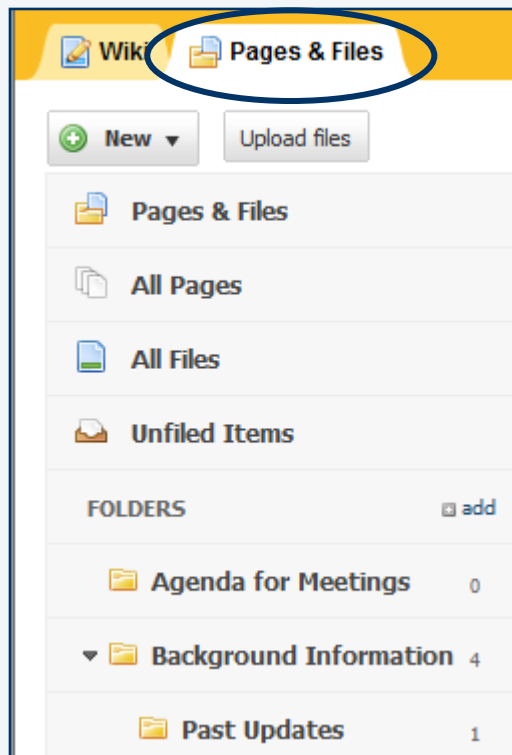 Wiki Pages & Files
New Upload files
Pages & Files
All Pages
All Files
Unfiled Items
FOLDERS add
Agenda for Meetings 0
Background Information 4
Past Updates 1